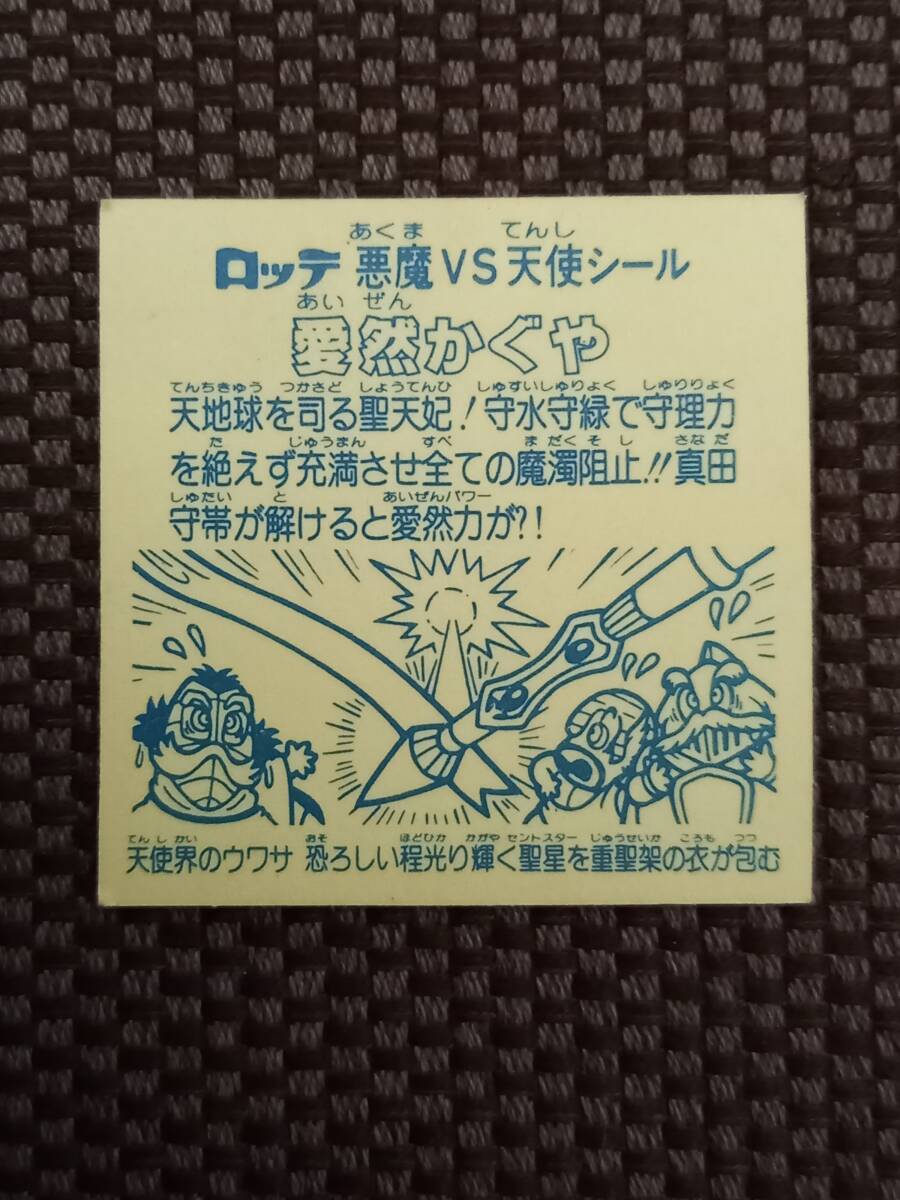 あくま てんし
ロッテ 悪魔VS天使シール
あい ぜん
愛然かぐや
てんちきゅう つかさど しょうてんひ しゅすいしゅりょく しゅりりょく
天地球を司る聖天妃!守水守緑で守理力
た じゅうまん すべ まだくそし さなだ
を絶えず充満させ全ての魔濁阻止!!真田
しゅたい と あいぜんパワー
守帯が解けると愛然力が?!
てんしかい おそ ほどひか かがや セントスター じゅうせいか ころも つつ
天使界のウワサ 恐ろしい程光り輝く聖星を重聖架の衣が包む